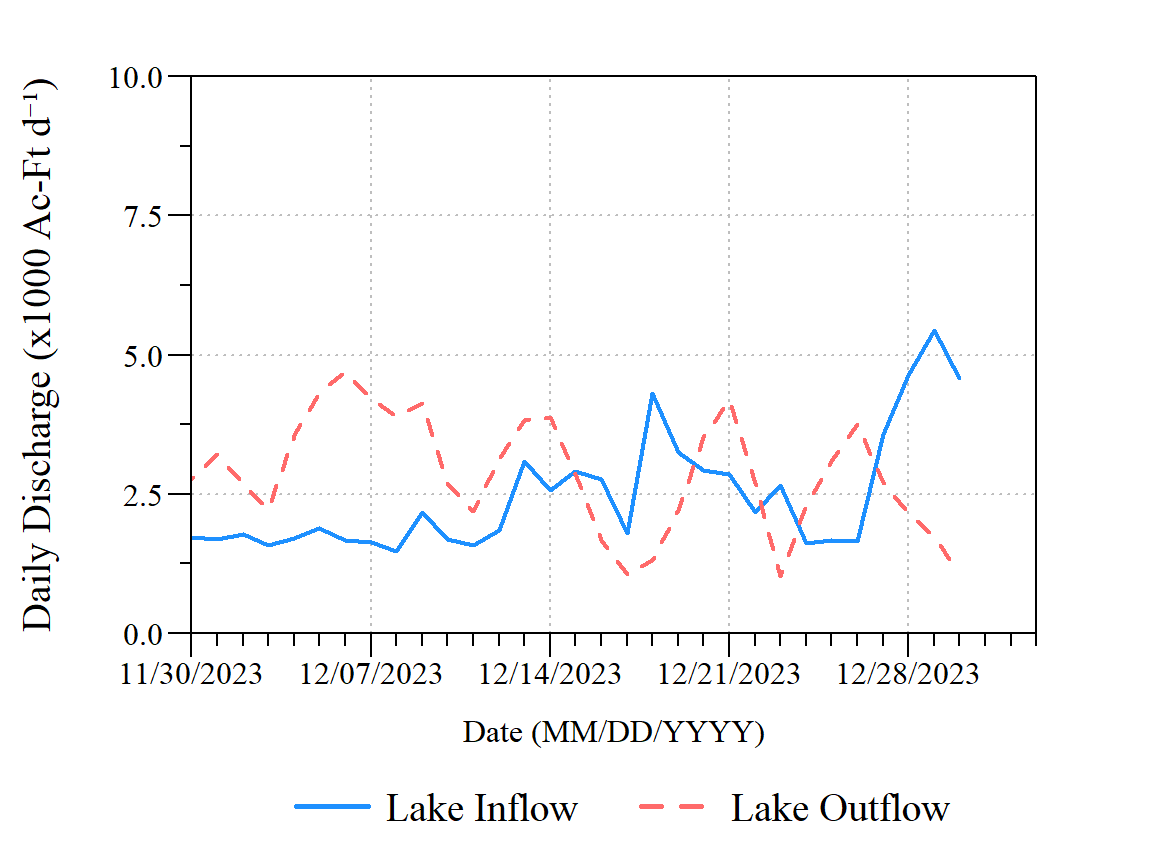 Daily Discharge (x1000 Ac-Ft d⁻¹)
10.0
7.5
5.0
2.5
0.0
11/30/2023 12/07/2023 12/14/2023 12/21/2023 12/28/2023
Date (MM/DD/YYYY)
Lake Inflow Lake Outflow